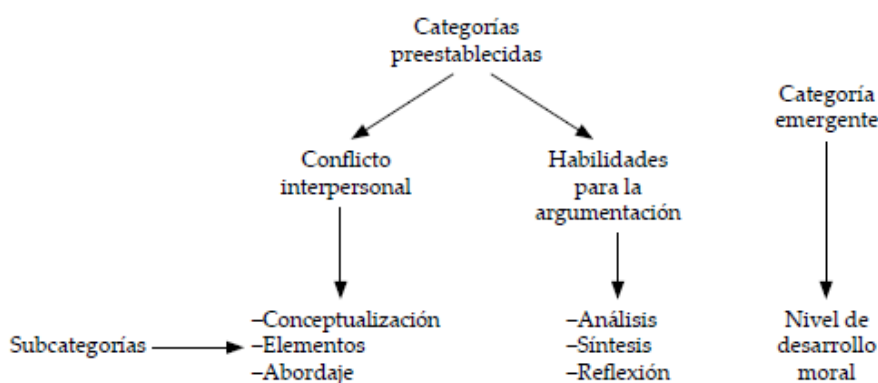 Categorías
preestablecidas
Categoría
emergente
Conflicto
interpersonal
Habilidades
para la
argumentación
Subcategorías
–Conceptualización
–Elementos
–Abordaje
–Análisis
–Síntesis
–Reflexión
Nivel de
desarrollo
moral